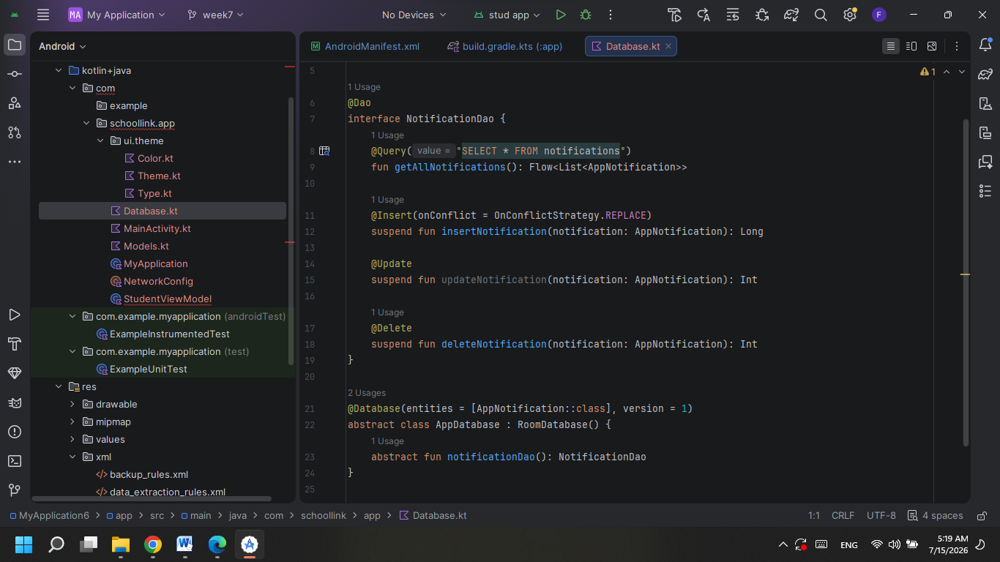 MA My Application
week7
No Devices
stud app
F
Android
AndroidManifest.xml
build.gradle.kts (:app)
Database.kt
kotlin+java
com
example
schoollink.app
ui.theme
Color.kt
Theme.kt
Type.kt
Database.kt
MainActivity.kt
Models.kt
MyApplication
NetworkConfig
StudentViewModel
com.example.myapplication (androidTest)
ExampleInstrumentedTest
com.example.myapplication (test)
ExampleUnitTest
res
drawable
mipmap
values
xml
backup_rules.xml
data_extraction_rules.xml
1
5
1 Usage
6 @Dao
7 interface NotificationDao {
1 Usage
8 @Query( value = "SELECT * FROM notifications")
9 fun getAllNotifications(): Flow<List<AppNotification>>
10
1 Usage
11 @Insert(onConflict = OnConflictStrategy.REPLACE)
12 suspend fun insertNotification(notification: AppNotification): Long
13
14 @Update
15 suspend fun updateNotification(notification: AppNotification): Int
16
1 Usage
17 @Delete
18 suspend fun deleteNotification(notification: AppNotification): Int
19 }
20
2 Usages
21 @Database(entities = [AppNotification::class], version = 1)
22 abstract class AppDatabase : RoomDatabase() {
1 Usage
23 abstract fun notificationDao(): NotificationDao
24 }
25
MyApplication6 > app > src > main > java > com > schoollink > app > Database.kt
1:1 CRLF UTF-8 4 spaces
ENG
5:19 AM
7/15/2026